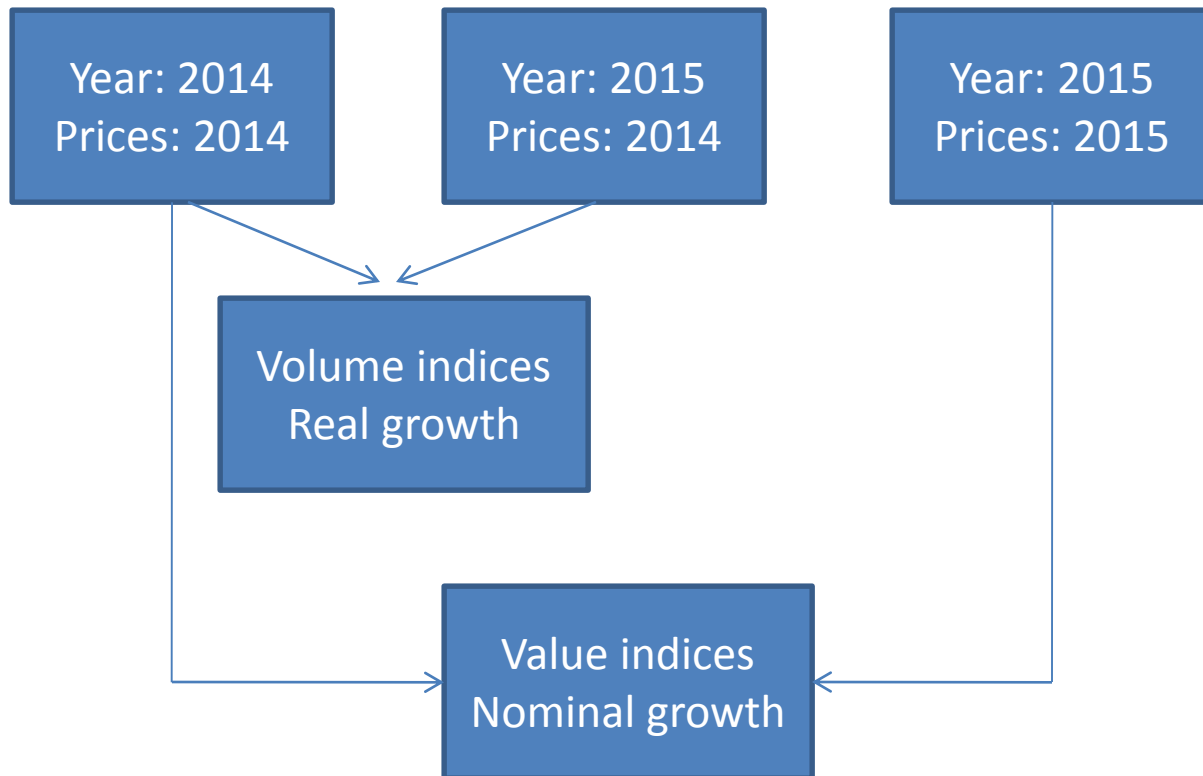 Year: 2014
Prices: 2014
Year: 2015
Prices: 2014
Year: 2015
Prices: 2015
Volume indices
Real growth
Value indices
Nominal growth